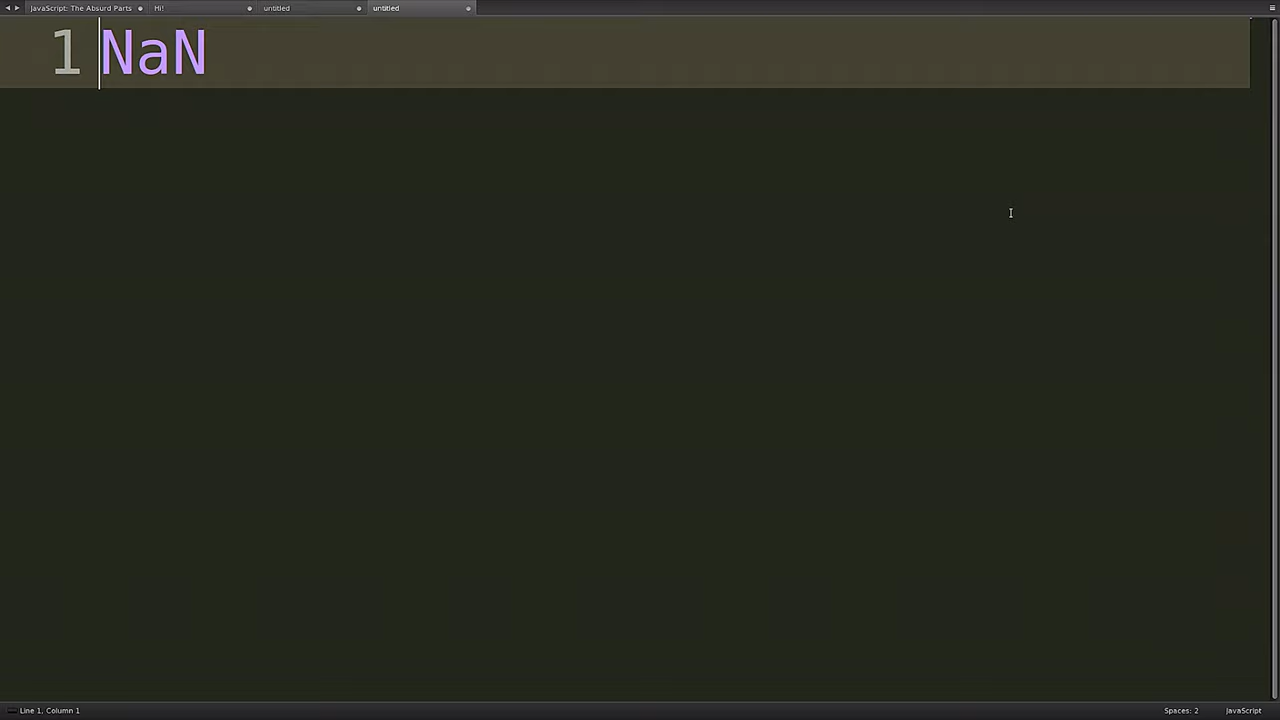 JavaScript: The Absurd Parts Hi! untitled untitled
1 NaN
Line 1, Column 1 Spaces: 2 JavaScript